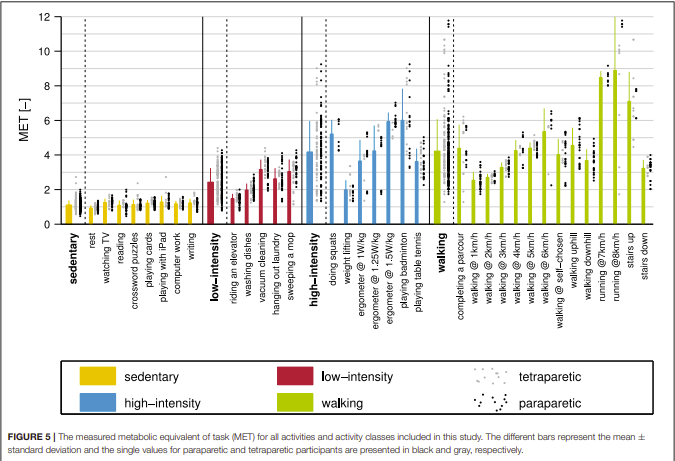 12
10
8
6
4
2
0
MET [–]
sedentary
rest
watching TV
reading
crossword puzzles
playing cards
playing with iPad
computer work
writing
low–intensity
riding an elevator
washing dishes
vacuum cleaning
hanging out laundry
sweeping a mop
high–intensity
doing squats
weight lifting
ergometer @ 1W/kg
ergometer @ 1.25W/kg
ergometer @ 1.5W/kg
playing badminton
playing table tennis
walking
completing a parcour
walking @ 1km/h
walking @ 2km/h
walking @ 3km/h
walking @ 4km/h
walking @ 5km/h
walking @ 6km/h
walking @ self–chosen
walking uphill
walking downhill
running @7km/h
running @8km/h
stairs up
stairs down
sedentary low–intensity tetraparetic
high–intensity walking paraparetic
FIGURE 5 | The measured metabolic equivalent of task (MET) for all activities and activity classes included in this study. The different bars represent the mean ±
standard deviation and the single values for paraparetic and tetraparetic participants are presented in black and gray, respectively.